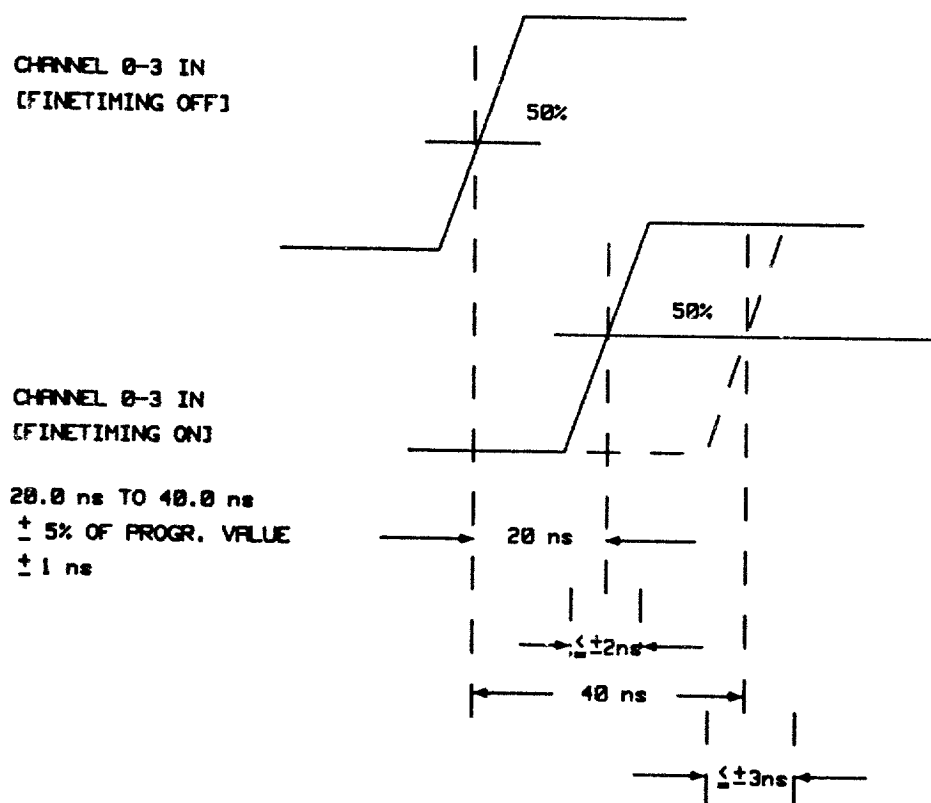 CHANNEL 0-3 IN
[FINETIMING OFF]
50%
50%
CHANNEL 0-3 IN
[FINETIMING ON]
20.0 ns TO 40.0 ns
± 5% OF PROGR. VALUE
± 1 ns
20 ns
≤ ±2ns
40 ns
≤ ±3ns